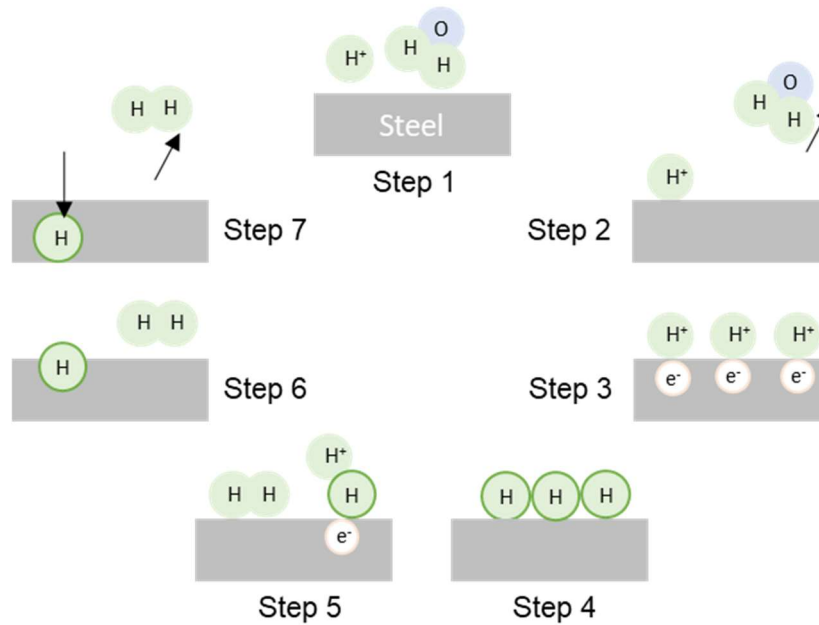 O
H⁺ H H
Steel
Step 1
O
H H
H⁺
Step 2
H⁺ H⁺ H⁺
e⁻ e⁻ e⁻
Step 3
H H H
Step 4
H⁺
H H H
e⁻
Step 5
H H
H
Step 6
H H
H
Step 7